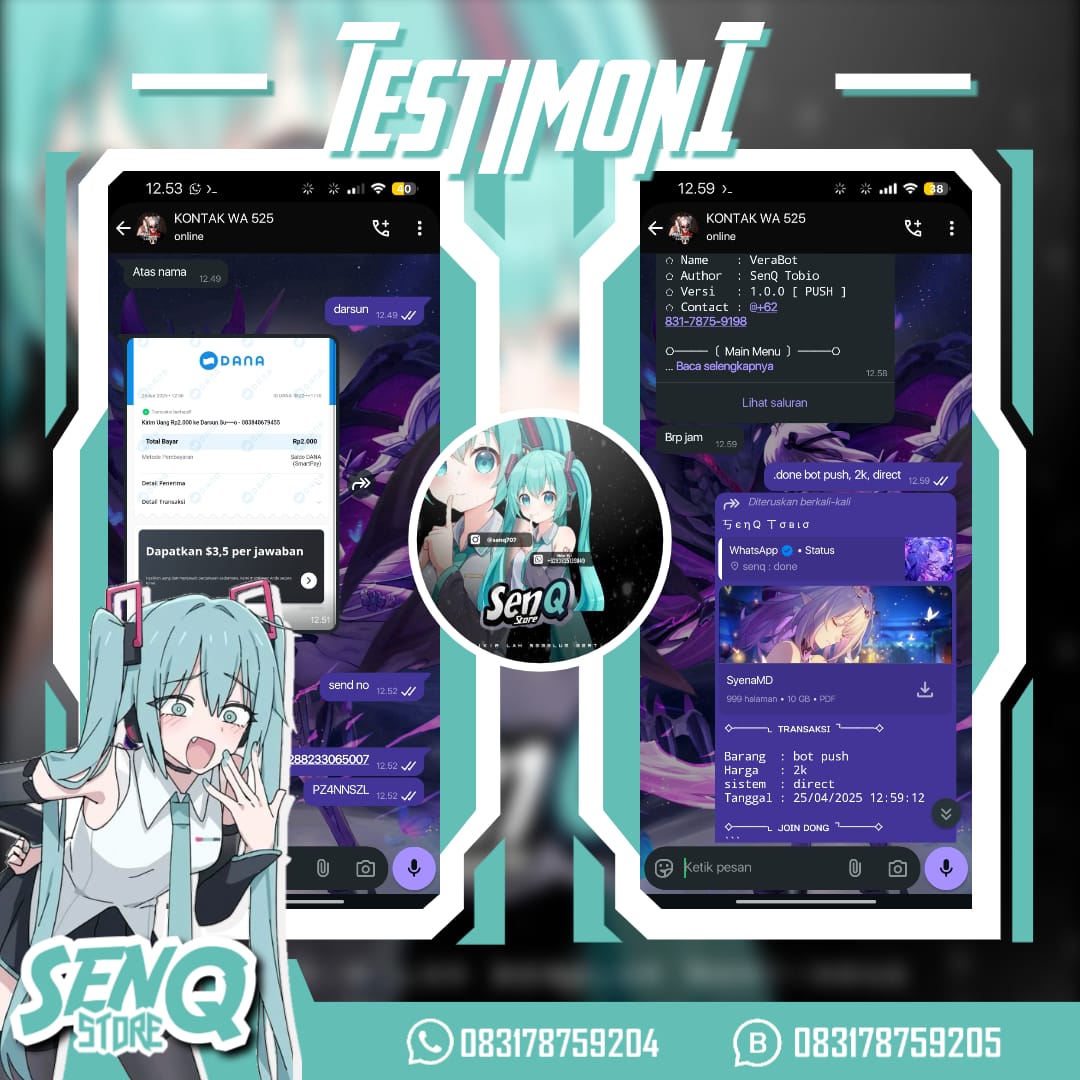 TESTIMONI
12.53
40
KONTAK WA 525
online
Atas nama
12.49
darsun
12.49
DANA
Transaksi berhasil!
Kirim Uang Rp2.000 ke Darsun Su
Total Bayar Rp2.000
Metode Pembayaran Saldo DANA
(SmartPay)
Detail Penerima
Detail Transaksi
Dapatkan $3,5 per jawaban
12.51
send no 12.52
288233065007 12.52
PZ4NNSZL 12.52
12.59
38
KONTAK WA 525
online
Name : VeraBot
Author : SenQ Tobio
Versi : 1.0.0 [ PUSH ]
Contact : @+62
831-7875-9198
〔 Main Menu 〕
... Baca selengkapnya
12.58
Lihat saluran
Brp jam 12.59
.done bot push, 2k, direct 12.59
Diteruskan berkali-kali
ƼєηQ Ƭσвισ
WhatsApp • Status
senq : done
SyenaMD
999 halaman • 10 GB • PDF
TRANSAKSI
Barang : bot push
Harga : 2k
sistem : direct
Tanggal : 25/04/2025 12:59:12
JOIN DONG
Ketik pesan
@senq707
SenQ
Store
SENQ
STORE
083178759204
B 083178759205